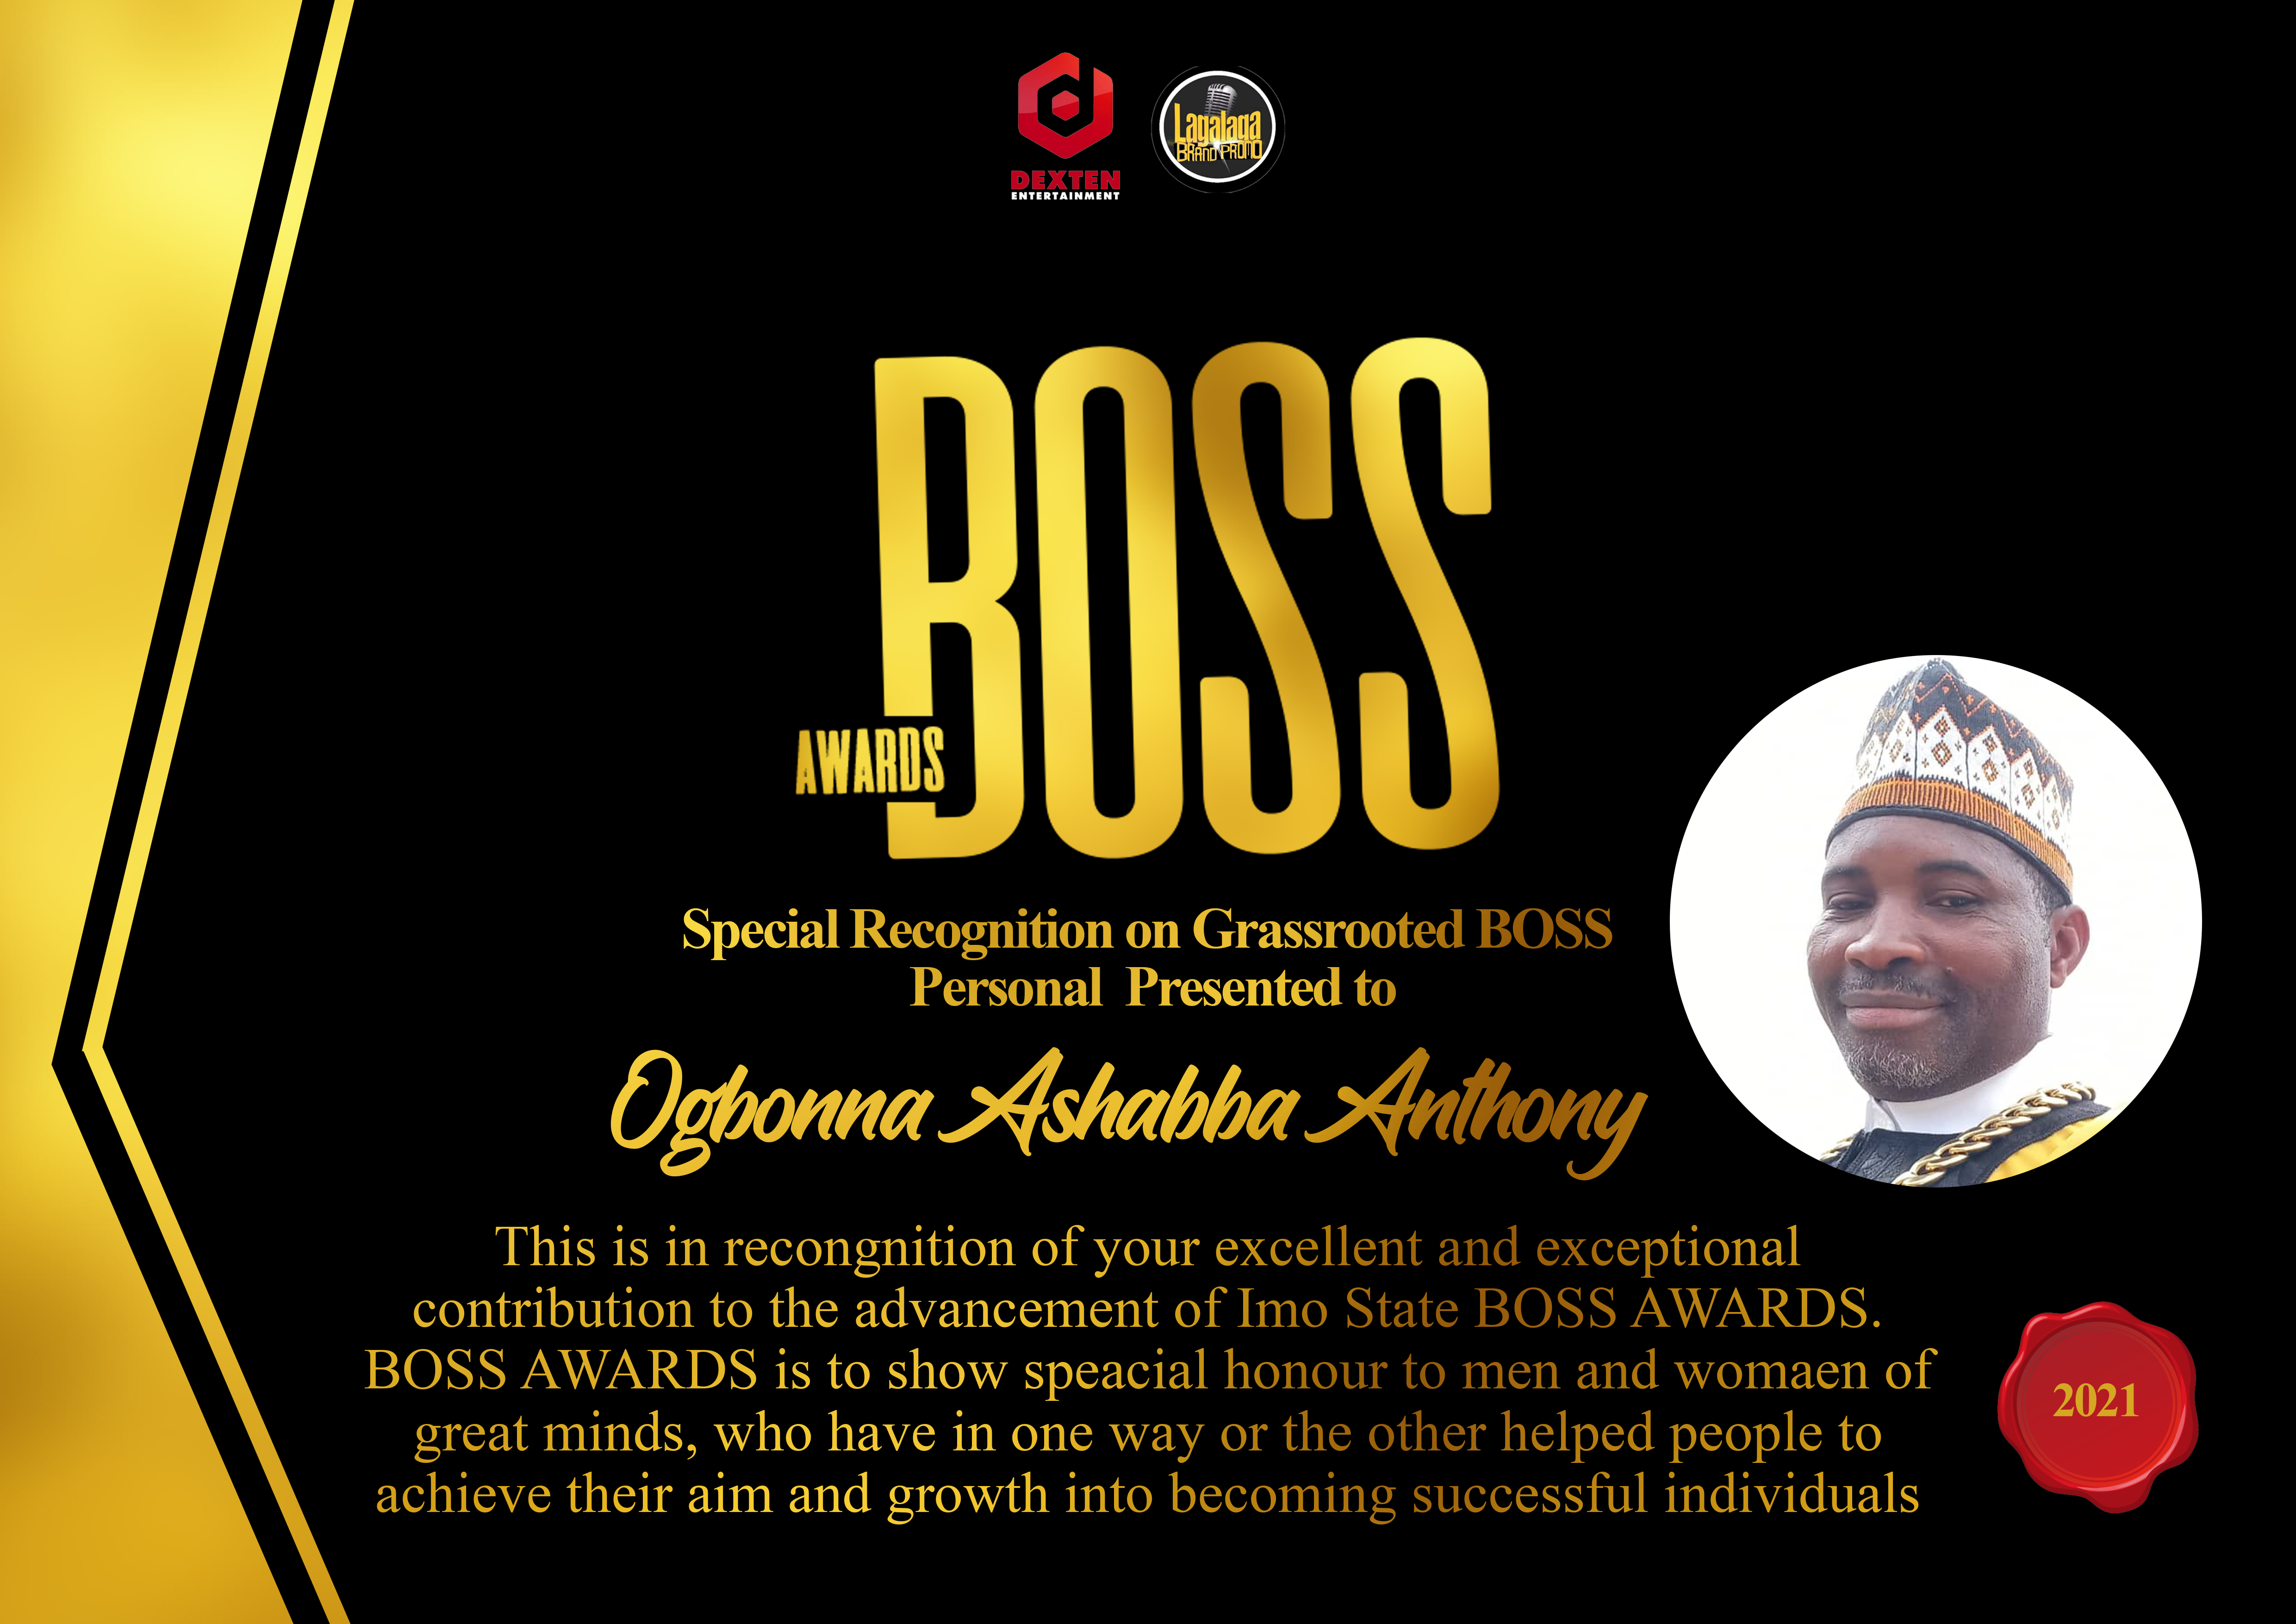 DEXTEN
ENTERTAINMENT
Lagalaga
BRAND PROMO
BOSS
AWARDS
Special Recognition on Grassrooted BOSS
Personal Presented to
Ogbonna Ashabba Anthony
This is in recongnition of your excellent and exceptional
contribution to the advancement of Imo State BOSS AWARDS.
BOSS AWARDS is to show speacial honour to men and womaen of
great minds, who have in one way or the other helped people to
achieve their aim and growth into becoming successful individuals
2021